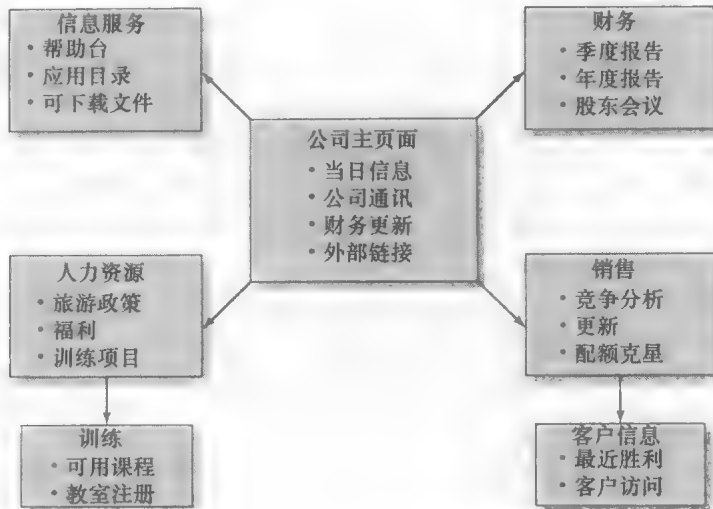 信息服务
• 帮助台
• 应用目录
• 可下载文件
财务
• 季度报告
• 年度报告
• 股东会议
公司主页面
• 当日信息
• 公司通讯
• 财务更新
• 外部链接
人力资源
• 旅游政策
• 福利
• 训练项目
销售
• 竞争分析
• 更新
• 配额克星
训练
• 可用课程
• 教室注册
客户信息
• 最近胜利
• 客户访问